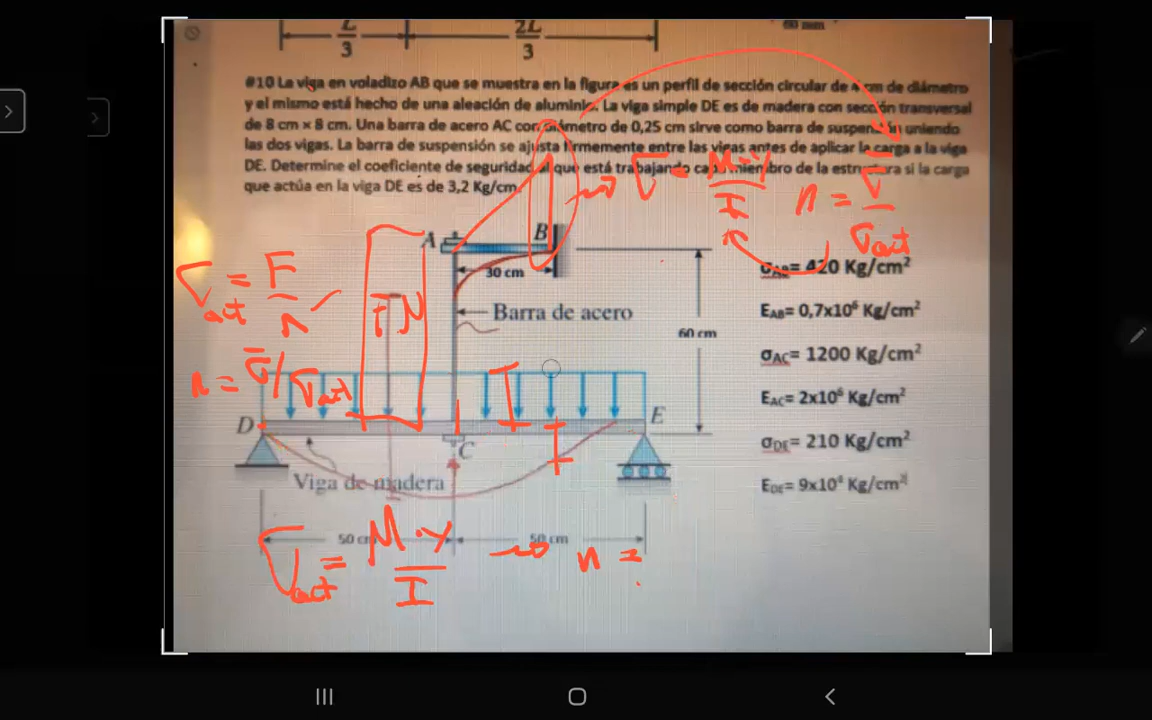 L/3 2L/3 60 mm
#10 La viga en voladizo AB que se muestra en la figura es un perfil de sección circular de 4 cm de diámetro
y el mismo está hecho de una aleación de aluminio. La viga simple DE es de madera con sección transversal
de 8 cm × 8 cm. Una barra de acero AC con diámetro de 0,25 cm sirve como barra de suspensión uniendo
las dos vigas. La barra de suspensión se ajusta firmemente entre las vigas antes de aplicar la carga a la viga
DE. Determine el coeficiente de seguridad al que está trabajando cada miembro de la estructura si la carga
que actúa en la viga DE es de 3,2 Kg/cm.
σ = M·y/I
n = σ/σact
A B
30 cm
σAB= 420 Kg/cm²
σact = F/A
EAB= 0,7x10⁶ Kg/cm²
Barra de acero
60 cm
σAC= 1200 Kg/cm²
n = σ/σact
EAC= 2x10⁶ Kg/cm²
D E
C
σDE= 210 Kg/cm²
Viga de madera
EDE= 9x10⁴ Kg/cm²
50 cm 50 cm
σact = M·y/I n =